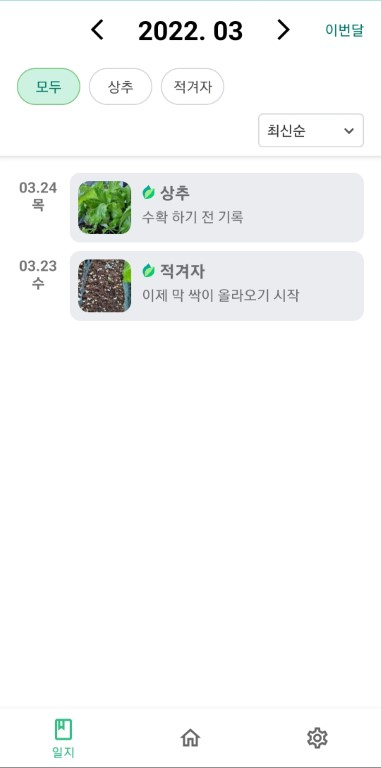 2022. 03
이번달
모두
상추
적겨자
최신순
03.24
목
상추
수확 하기 전 기록
03.23
수
적겨자
이제 막 싹이 올라오기 시작
일지